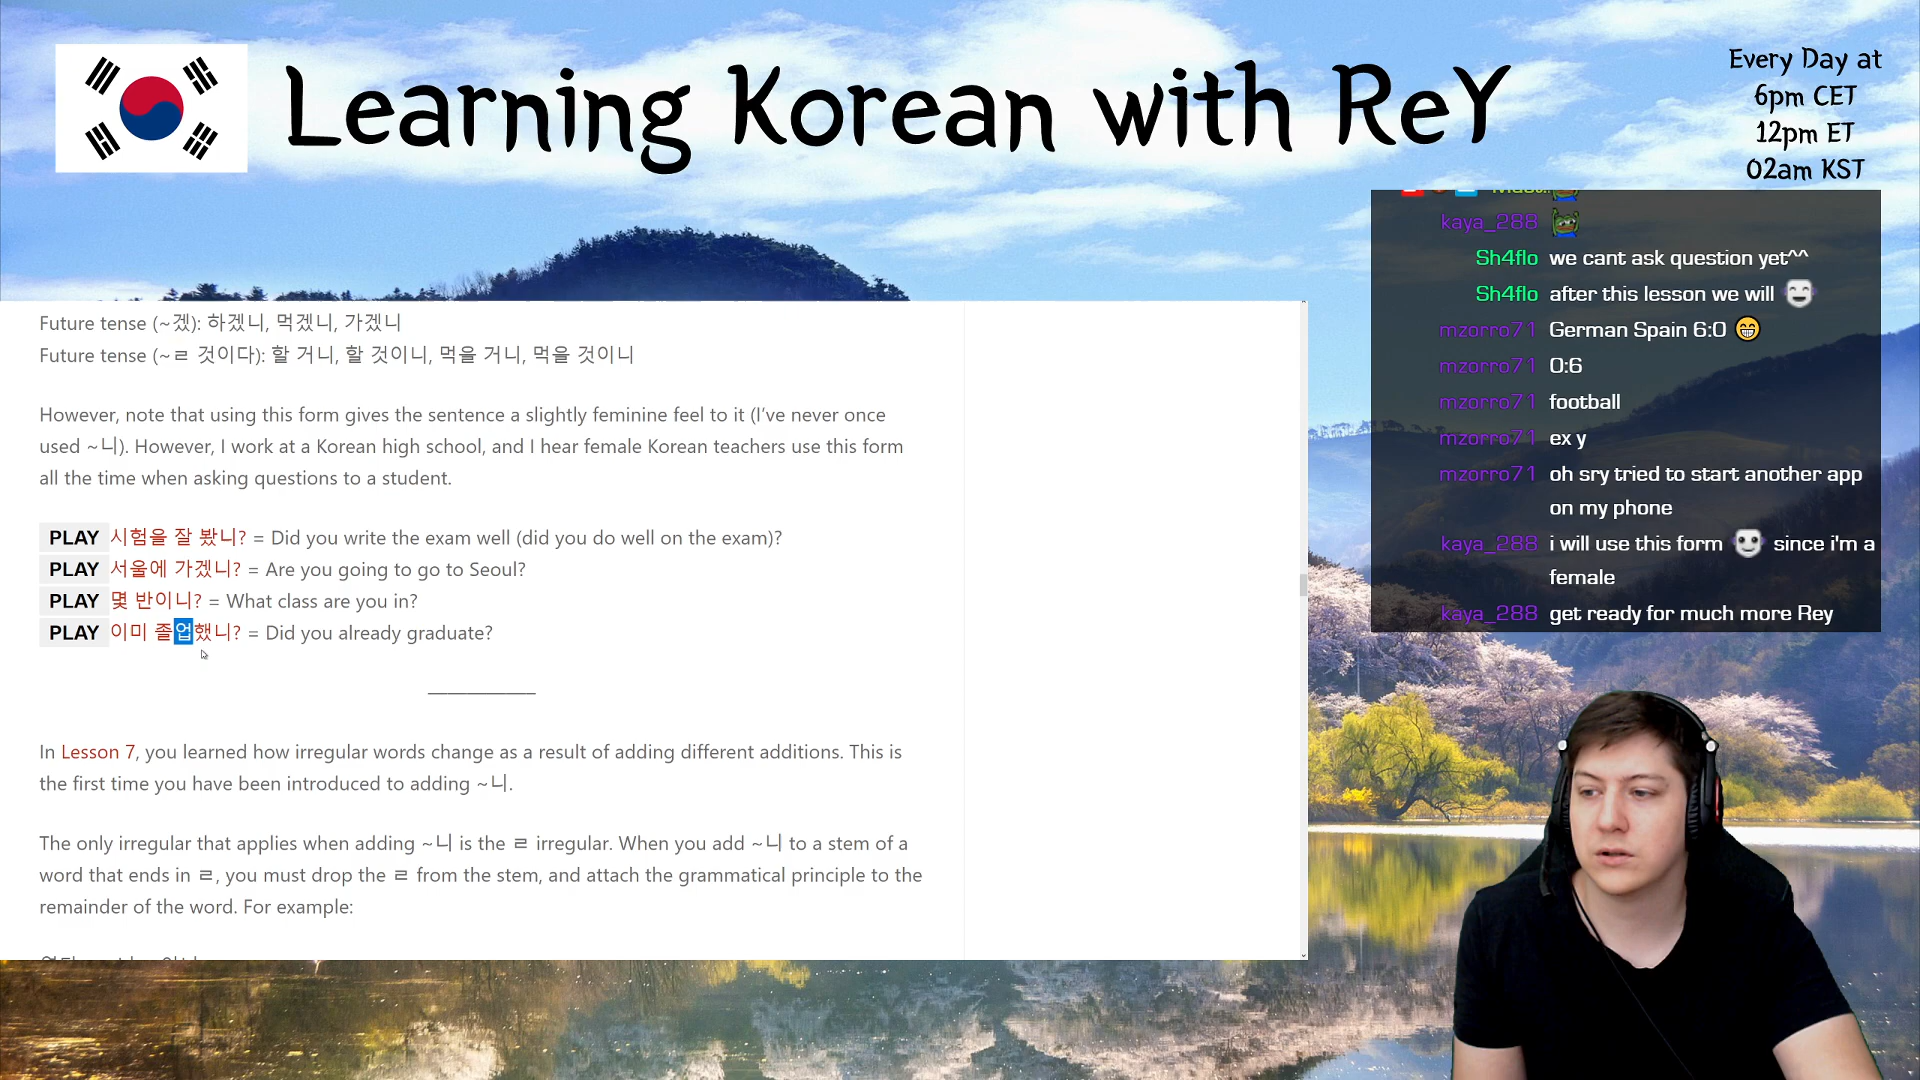 Learning Korean with ReY
Every Day at
6pm CET
12pm ET
02am KST
kaya_288
Sh4flo we cant ask question yet^^
Sh4flo after this lesson we will
mzorro71 German Spain 6:0
mzorro71 0:6
mzorro71 football
mzorro71 ex y
mzorro71 oh sry tried to start another app
on my phone
kaya_288 i will use this form since i'm a
female
kaya_288 get ready for much more Rey
Future tense (~겠): 하겠니, 먹겠니, 가겠니
Future tense (~ㄹ 것이다): 할 거니, 할 것이니, 먹을 거니, 먹을 것이니
However, note that using this form gives the sentence a slightly feminine feel to it (I’ve never once
used ~니). However, I work at a Korean high school, and I hear female Korean teachers use this form
all the time when asking questions to a student.
PLAY 시험을 잘 봤니? = Did you write the exam well (did you do well on the exam)?
PLAY 서울에 가겠니? = Are you going to go to Seoul?
PLAY 몇 반이니? = What class are you in?
PLAY 이미 졸업했니? = Did you already graduate?
In Lesson 7, you learned how irregular words change as a result of adding different additions. This is
the first time you have been introduced to adding ~니.
The only irregular that applies when adding ~니 is the ㄹ irregular. When you add ~니 to a stem of a
word that ends in ㄹ, you must drop the ㄹ from the stem, and attach the grammatical principle to the
remainder of the word. For example: